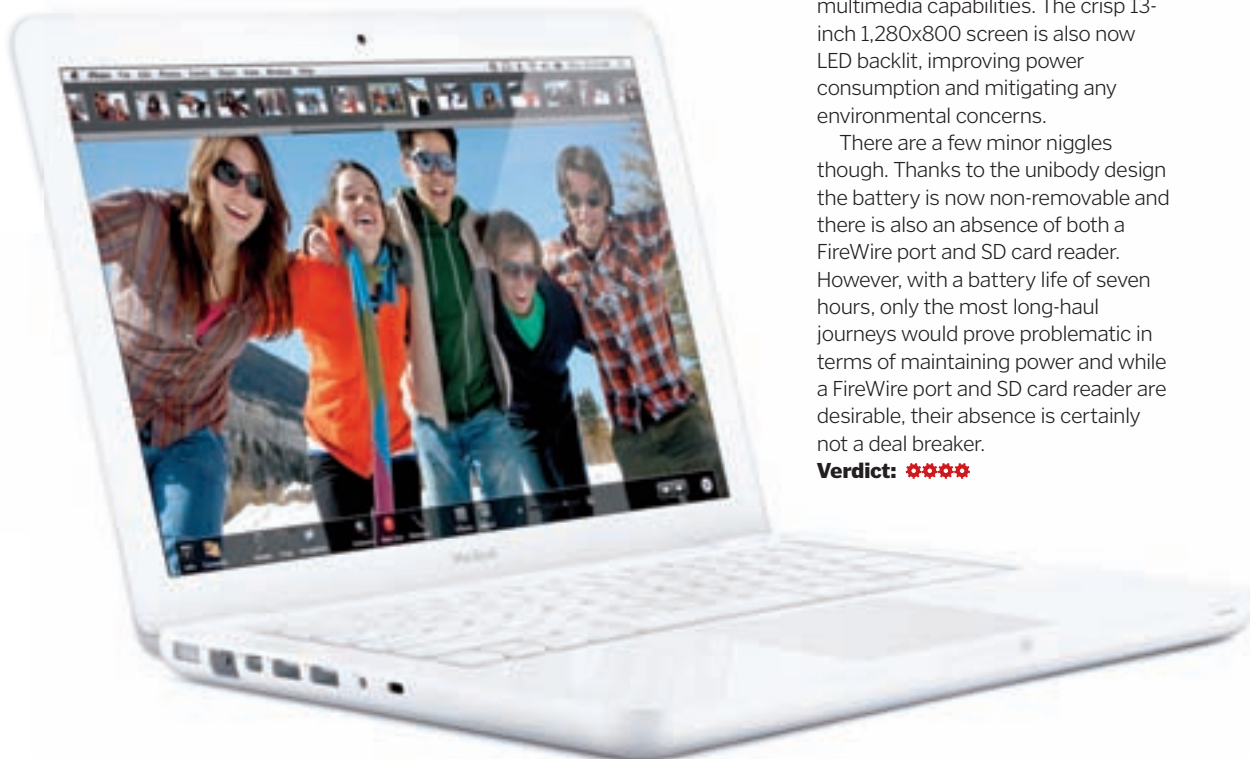 multimedia capabilities. The crisp 13-
inch 1,280x800 screen is also now
LED backlit, improving power
consumption and mitigating any
environmental concerns.
There are a few minor niggles
though. Thanks to the unibody design
the battery is now non-removable and
there is also an absence of both a
FireWire port and SD card reader.
However, with a battery life of seven
hours, only the most long-haul
journeys would prove problematic in
terms of maintaining power and while
a FireWire port and SD card reader are
desirable, their absence is certainly
not a deal breaker.
Verdict:
MacBook